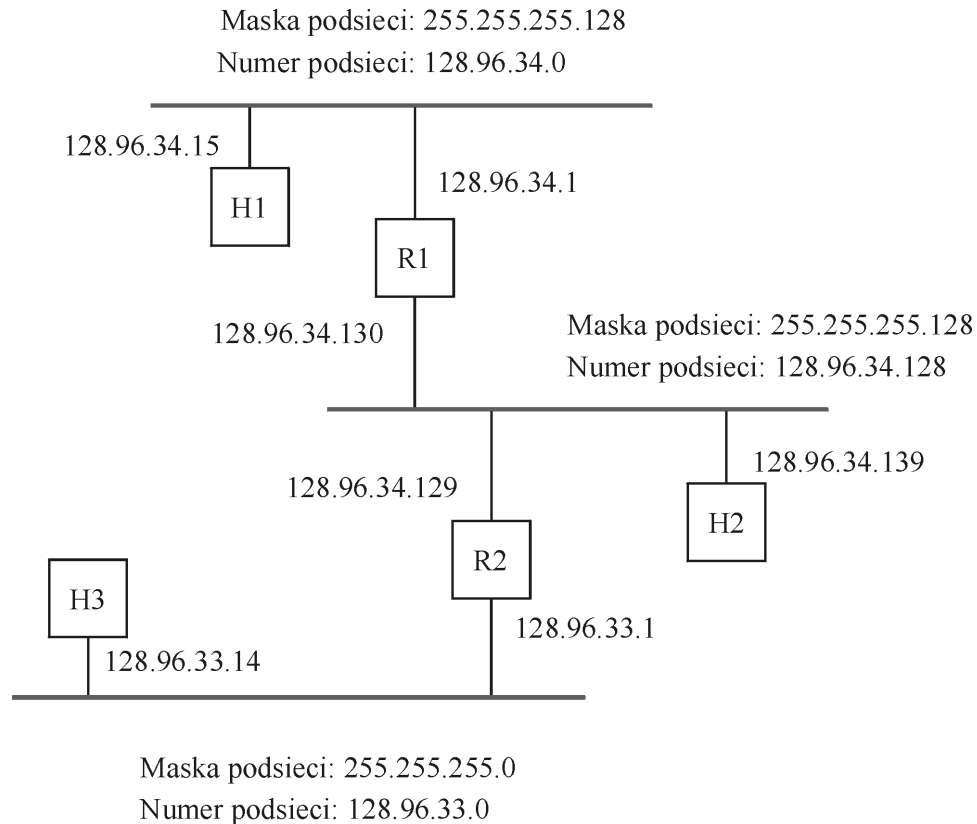 Maska podsieci: 255.255.255.128
Numer podsieci: 128.96.34.0
128.96.34.15
H1
128.96.34.1
R1
128.96.34.130
Maska podsieci: 255.255.255.128
Numer podsieci: 128.96.34.128
128.96.34.129
128.96.34.139
H2
R2
H3
128.96.33.1
128.96.33.14
Maska podsieci: 255.255.255.0
Numer podsieci: 128.96.33.0